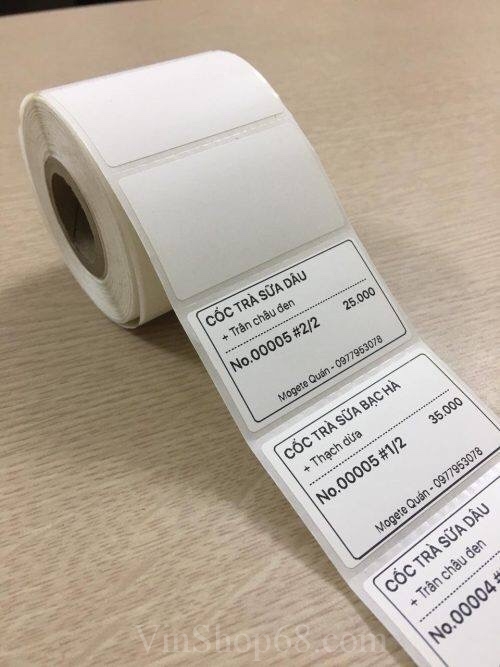 CỐC TRÀ SỮA DÂU
+ Trân châu đen 25.000
No.00005 #2/2
Mogete Quán - 0977953078
CỐC TRÀ SỮA BẠC HÀ
+ Thạch dừa 35.000
No.00005 #1/2
Mogete Quán - 0977953078
CỐC TRÀ SỮA DÂU
+ Trân châu đen
No.00004 #
VmShop68.com